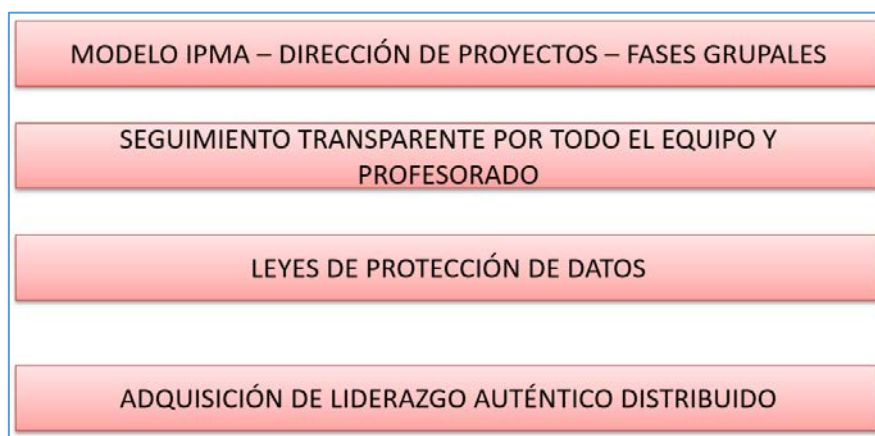 MODELO IPMA – DIRECCIÓN DE PROYECTOS – FASES GRUPALES
SEGUIMIENTO TRANSPARENTE POR TODO EL EQUIPO Y
PROFESORADO
LEYES DE PROTECCIÓN DE DATOS
ADQUISICIÓN DE LIDERAZGO AUTÉNTICO DISTRIBUIDO